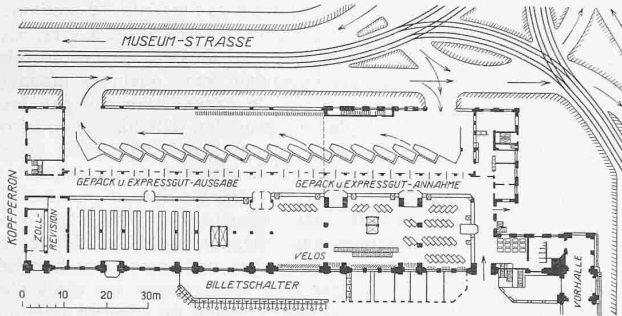 MUSEUM-STRASSE
GEPÄCK u. EXPRESSGUT-AUSGABE
GEPÄCK u. EXPRESSGUT-ANNAHME
KOPFPERRON
ZOLL-
REVISION
VELOS
BILLETSCHALTER
VORHALLE
0 10 20 30m